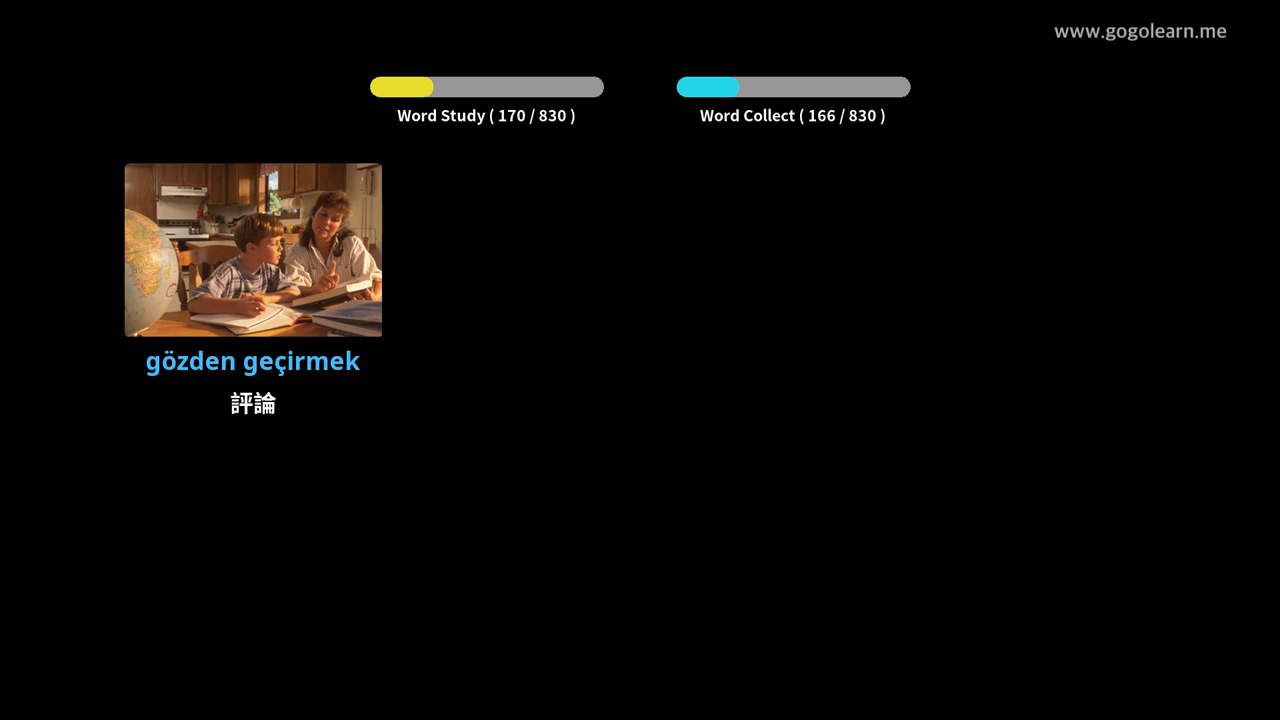 www.gogolearn.me
Word Study ( 170 / 830 )
Word Collect ( 166 / 830 )
gözden geçirmek
評論